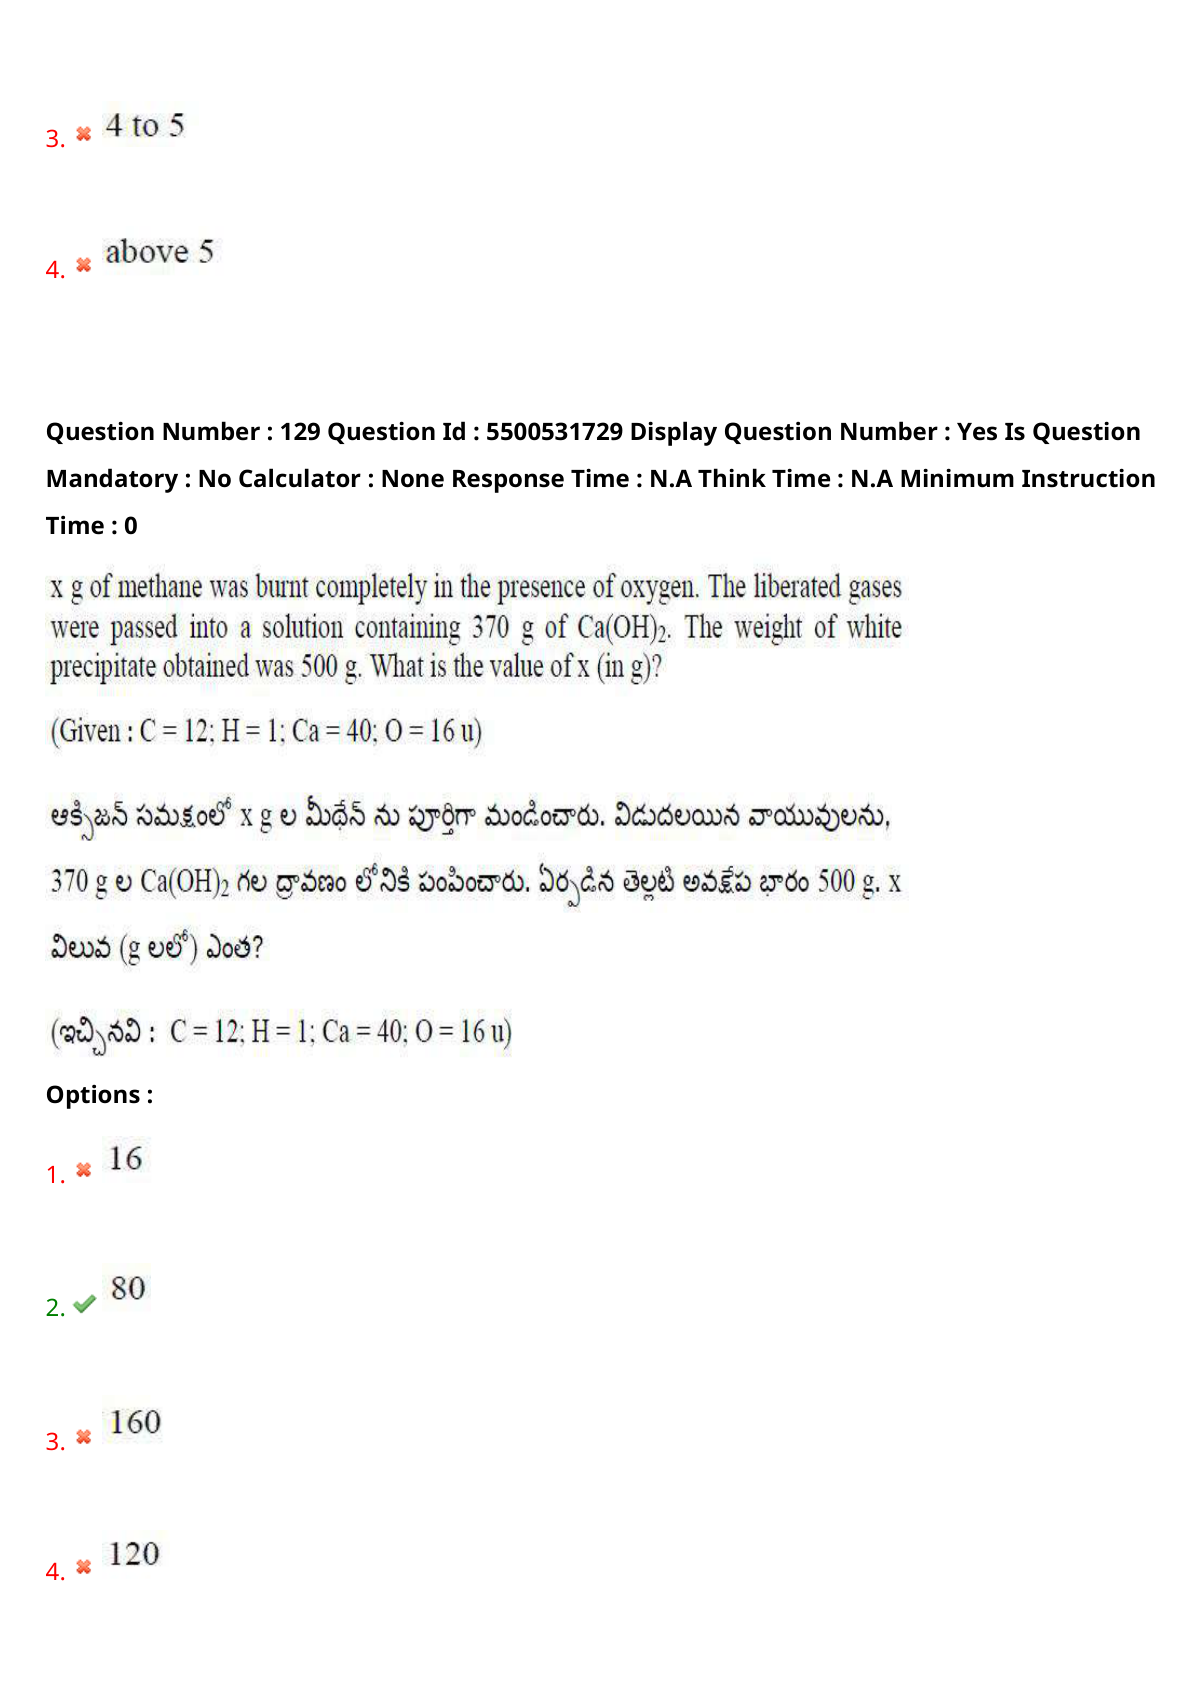 3. 4 to 5
4. above 5
Question Number : 129 Question Id : 5500531729 Display Question Number : Yes Is Question
Mandatory : No Calculator : None Response Time : N.A Think Time : N.A Minimum Instruction
Time : 0
x g of methane was burnt completely in the presence of oxygen. The liberated gases
were passed into a solution containing 370 g of Ca(OH)₂. The weight of white
precipitate obtained was 500 g. What is the value of x (in g)?
(Given : C = 12; H = 1; Ca = 40; O = 16 u)
ఆక్సిజన్ సమక్షంలో x g ల మీథేన్ ను పూర్తిగా మండించారు. విడుదలయిన వాయువులను,
370 g ల Ca(OH)₂ గల ద్రావణం లోనికి పంపించారు. ఏర్పడిన తెల్లటి అవక్షేప భారం 500 g. x
విలువ (g లలో) ఎంత?
(ఇచ్చినవి : C = 12; H = 1; Ca = 40; O = 16 u)
Options :
1. 16
2. 80
3. 160
4. 120